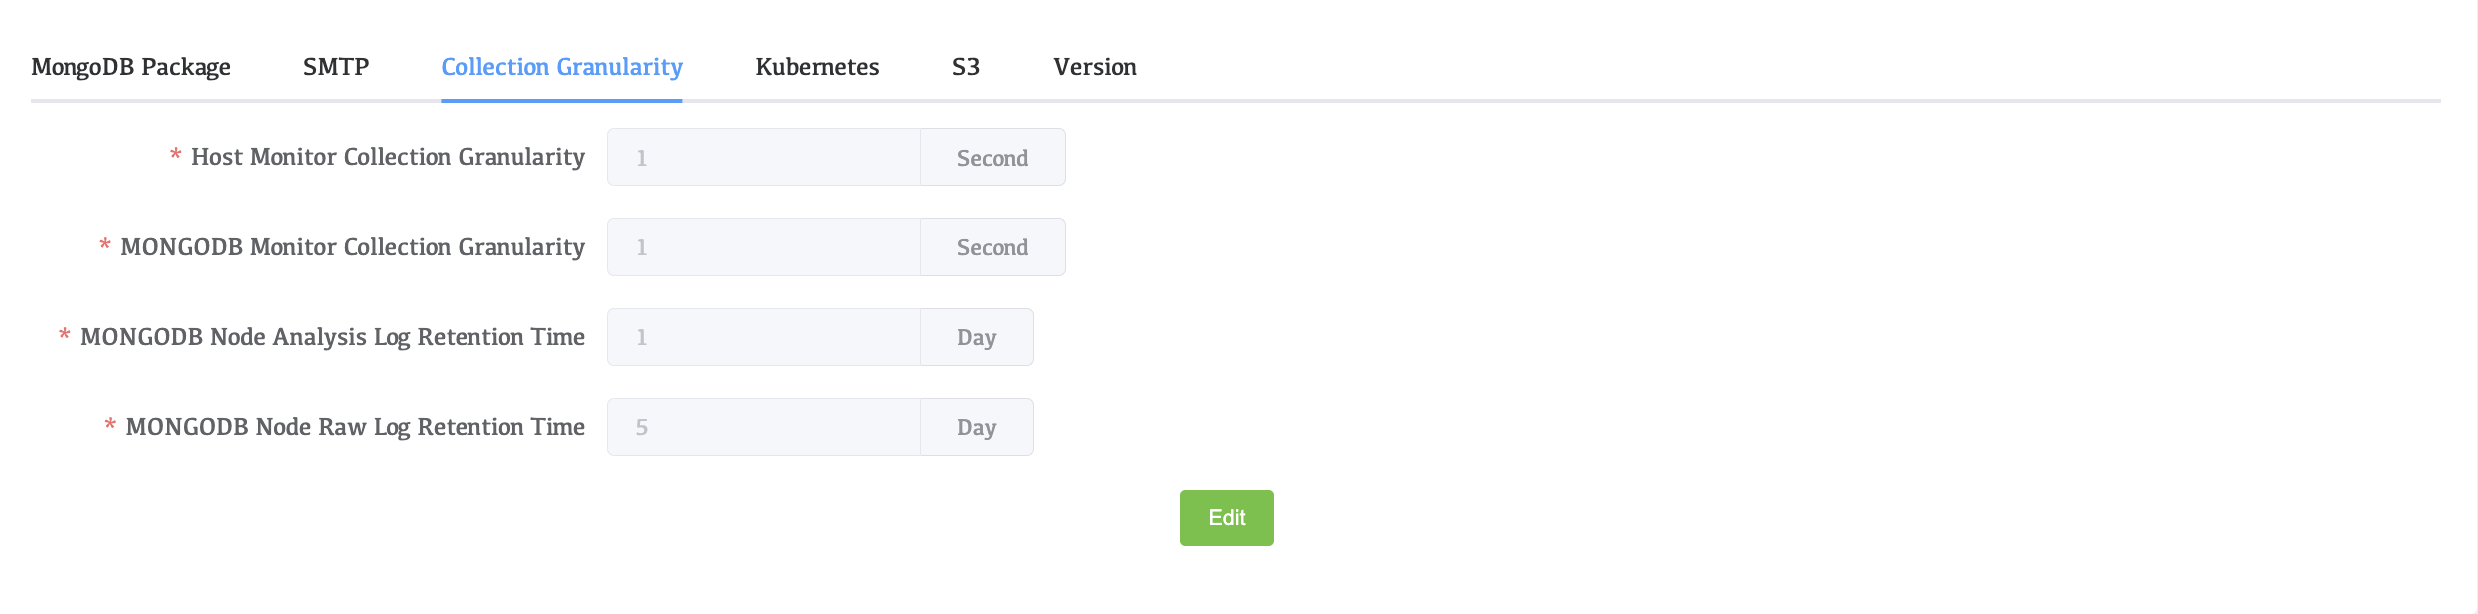 MongoDB Package SMTP Collection Granularity Kubernetes S3 Version
* Host Monitor Collection Granularity 1 Second
* MONGODB Monitor Collection Granularity 1 Second
* MONGODB Node Analysis Log Retention Time 1 Day
* MONGODB Node Raw Log Retention Time 5 Day
Edit